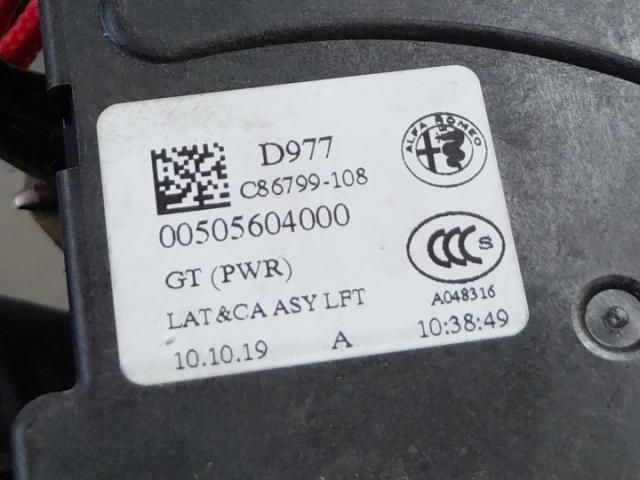 D977
ALFA ROMEO
C86799-108
00505604000
CCC S
GT (PWR)
A048316
LAT&CA ASY LFT
10.10.19 A 10:38:49